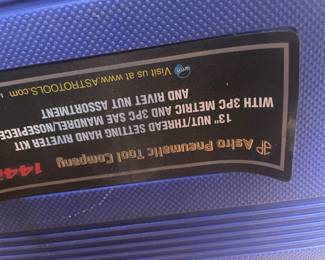 Astro Pneumatic Tool Company 144
13" NUT/THREAD SETTING HAND RIVETER KIT
WITH 3PC METRIC AND 3PC SAE MANDREL/NOSEPIECE
AND RIVET NUT ASSORTMENT
Visit us at www.ASTROTOOLS.COM